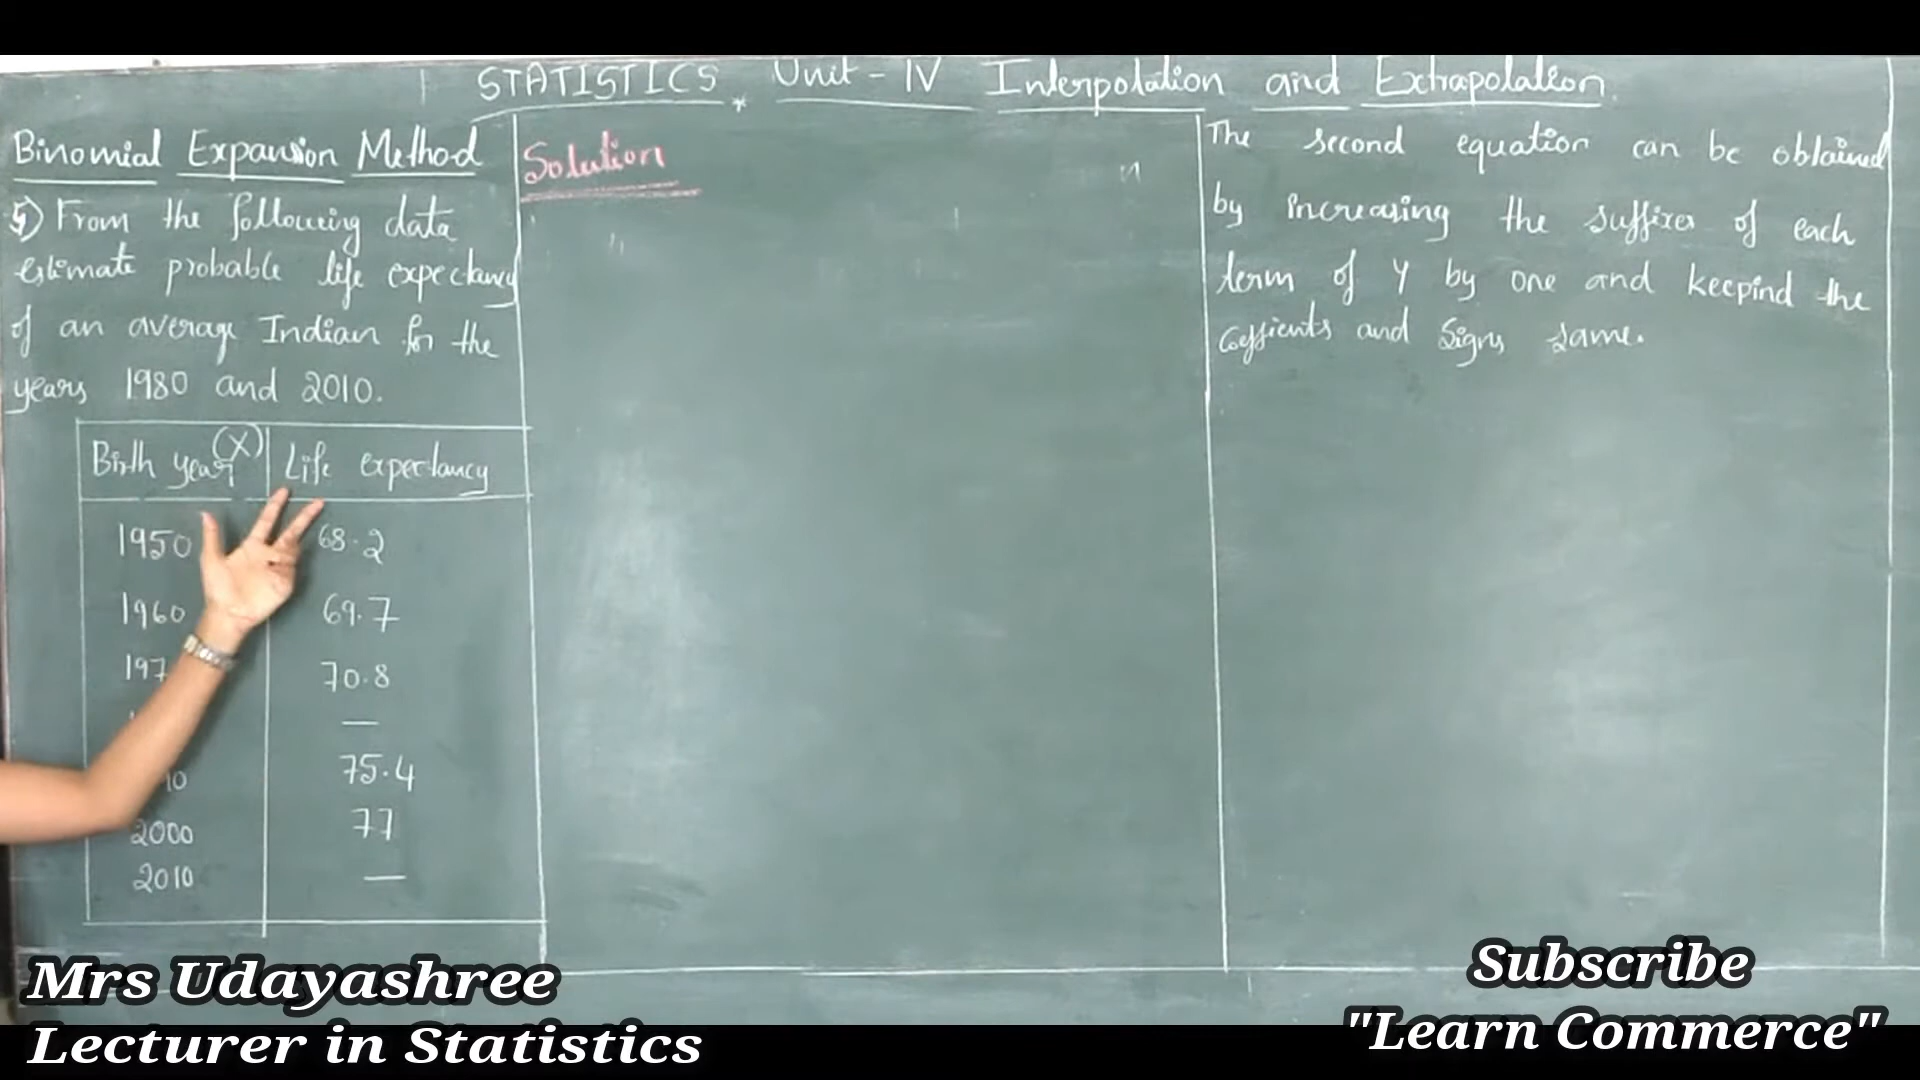 STATISTICS Unit - IV Interpolation and Extrapolation.
Binomial Expansion Method
5) From the following data
estimate probable life expectancy
of an average Indian for the
years 1980 and 2010.
Birth year (X) Life expectancy
1950 68.2
1960 69.7
197 70.8
—
10 75.4
2000 77
2010 —
Solution
n
The second equation can be obtained
by increasing the suffixes of each
term of Y by one and keepind the
Coffients and Signs same.
Mrs Udayashree
Lecturer in Statistics
Subscribe
"Learn Commerce"